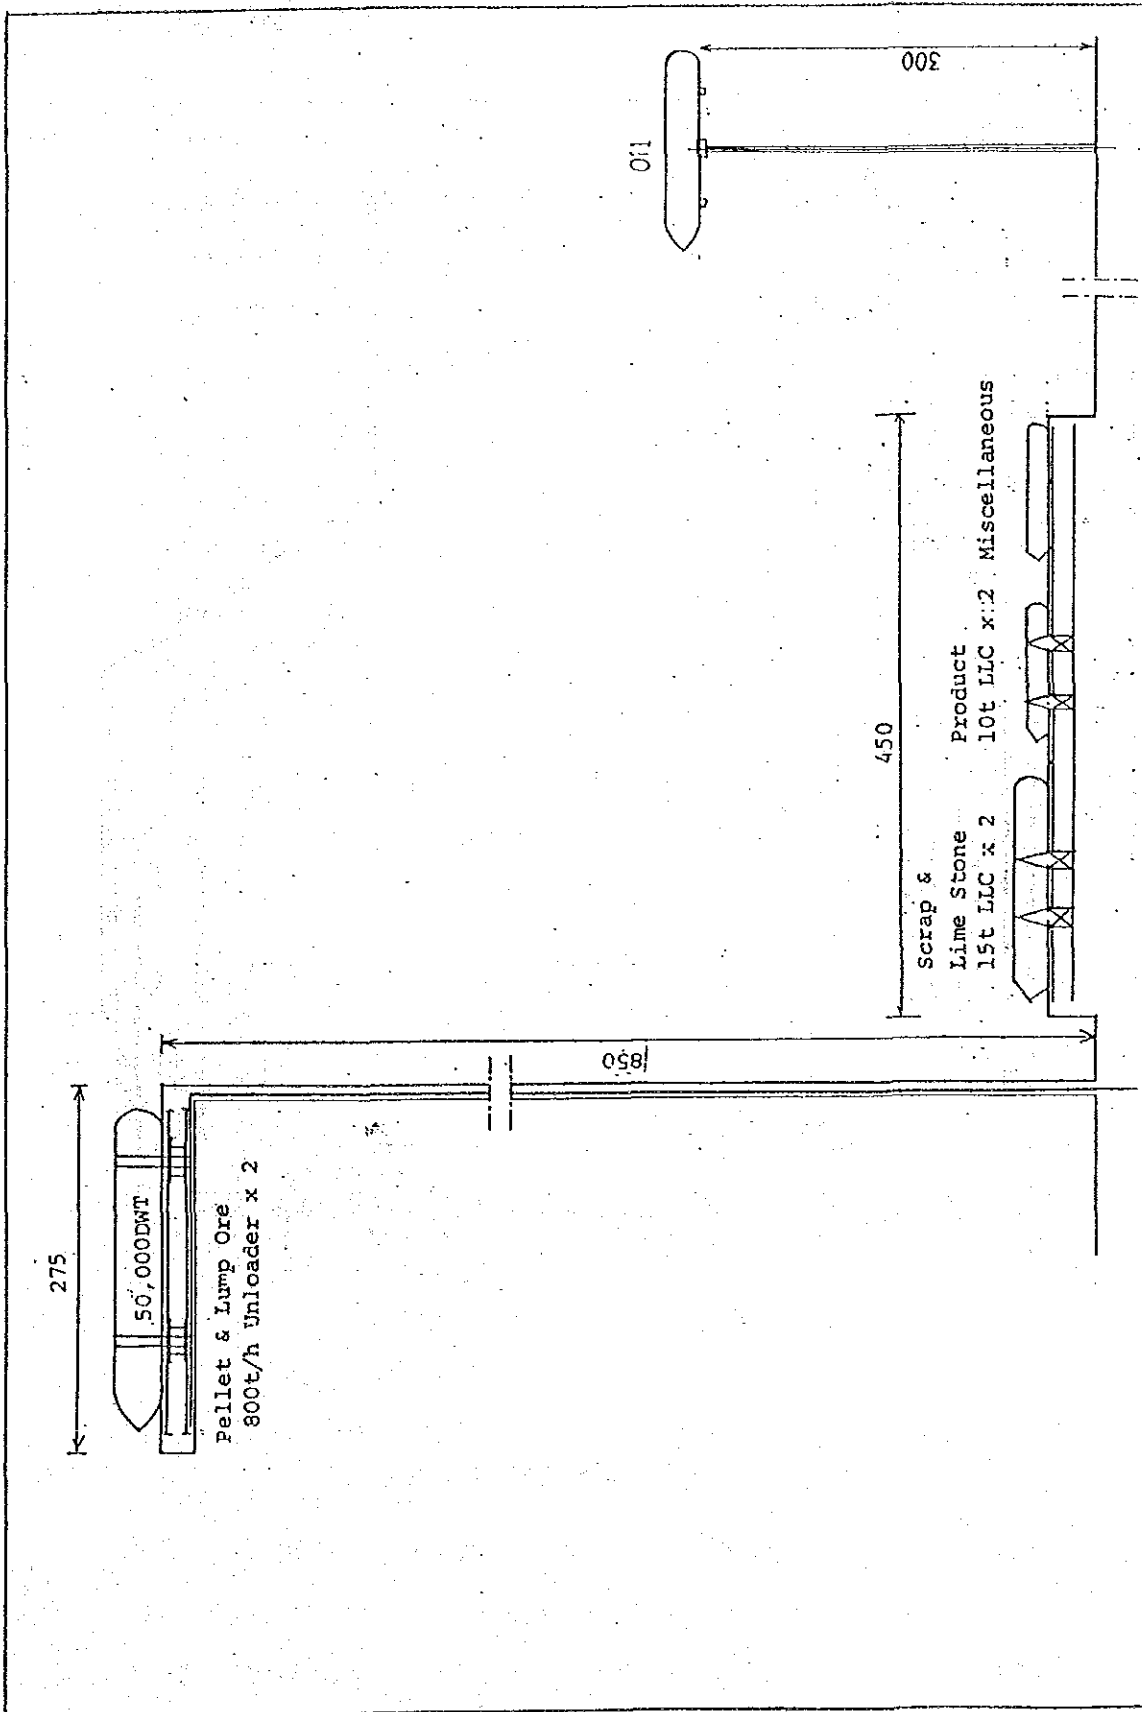 275
50,000DWT
Pellet & Lump Ore
800t/h Unloader x 2
1850
450
Scrap &
Lime Stone
15t LLC x 2
Product
10t LLC x 2
Miscellaneous
Oil
300